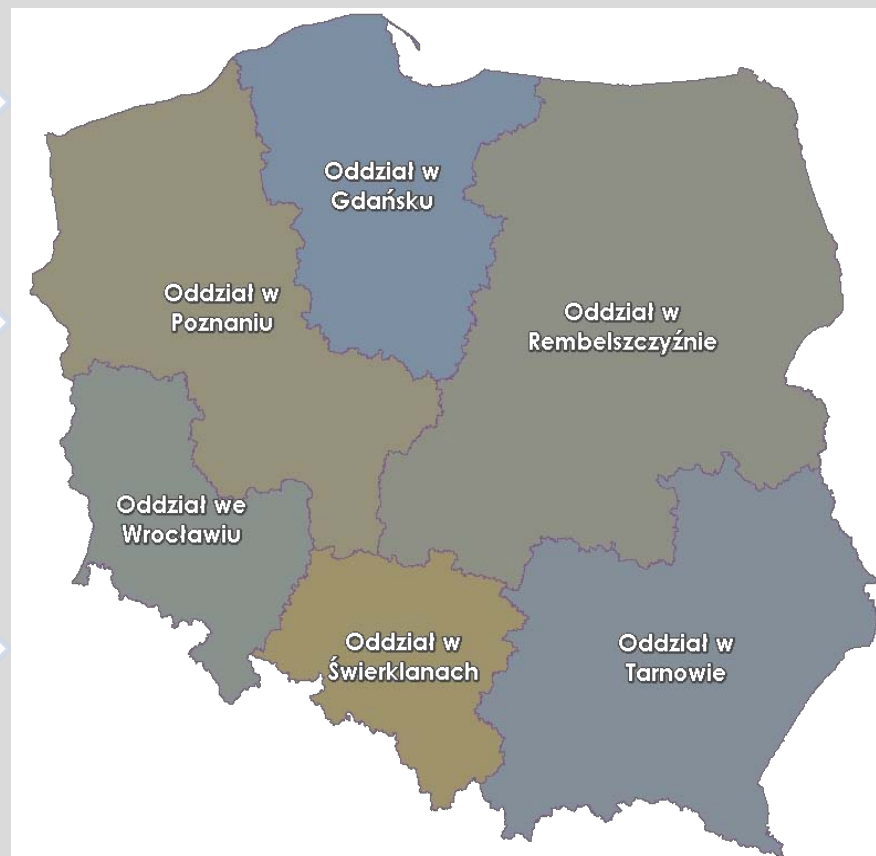 Oddział w
Gdańsku
Oddział w
Poznaniu
Oddział w
Rembelszczyźnie
Oddział we
Wrocławiu
Oddział w
Świerklanach
Oddział w
Tarnowie